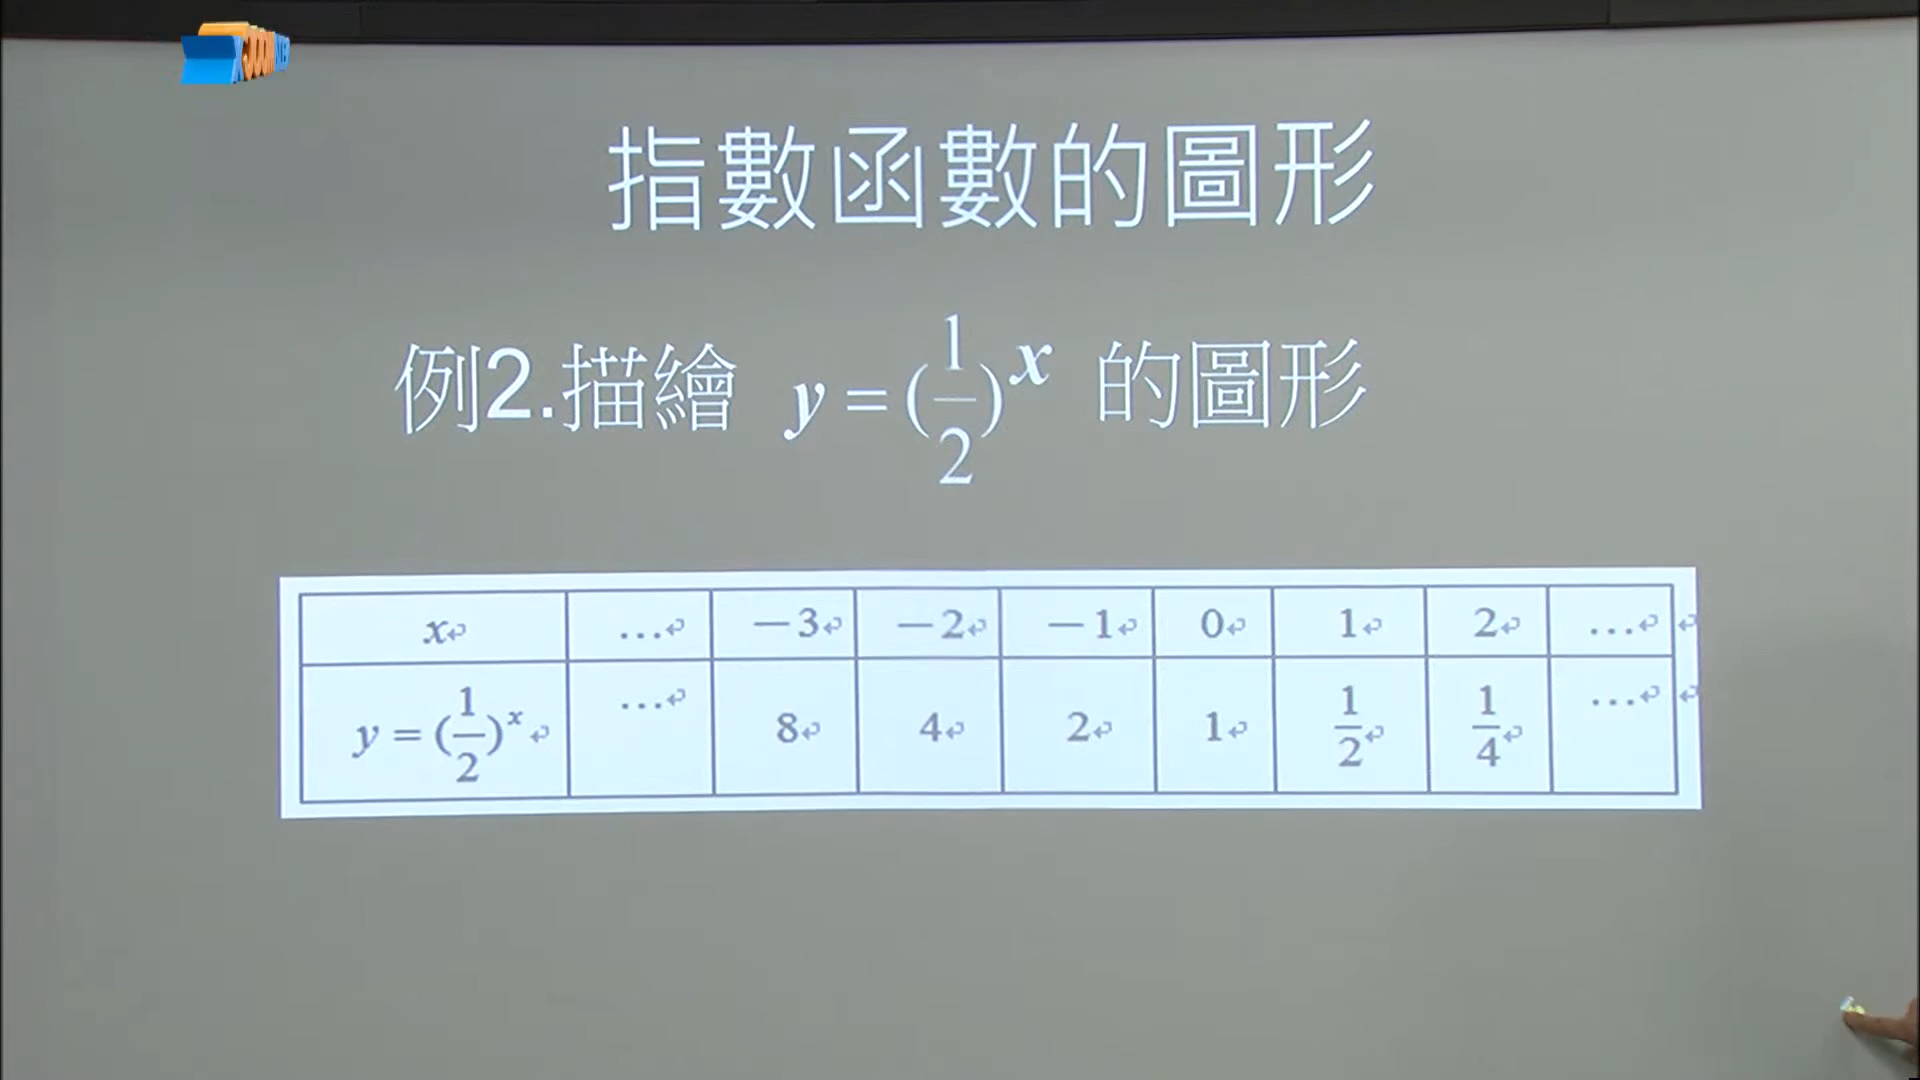 指數函數的圖形
例2.描繪 y=(1/2)^x 的圖形
x … －3 －2 －1 0 1 2 …
y=(1/2)^x … 8 4 2 1 1/2 1/4 …